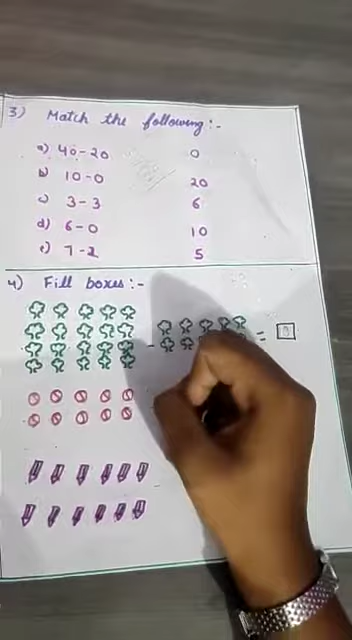 3) Match the following:-
a) 40-20 0
b) 10-0 20
c) 3-3 6
d) 6-0 10
e) 7-2 5
4) Fill boxes:-
- =
-